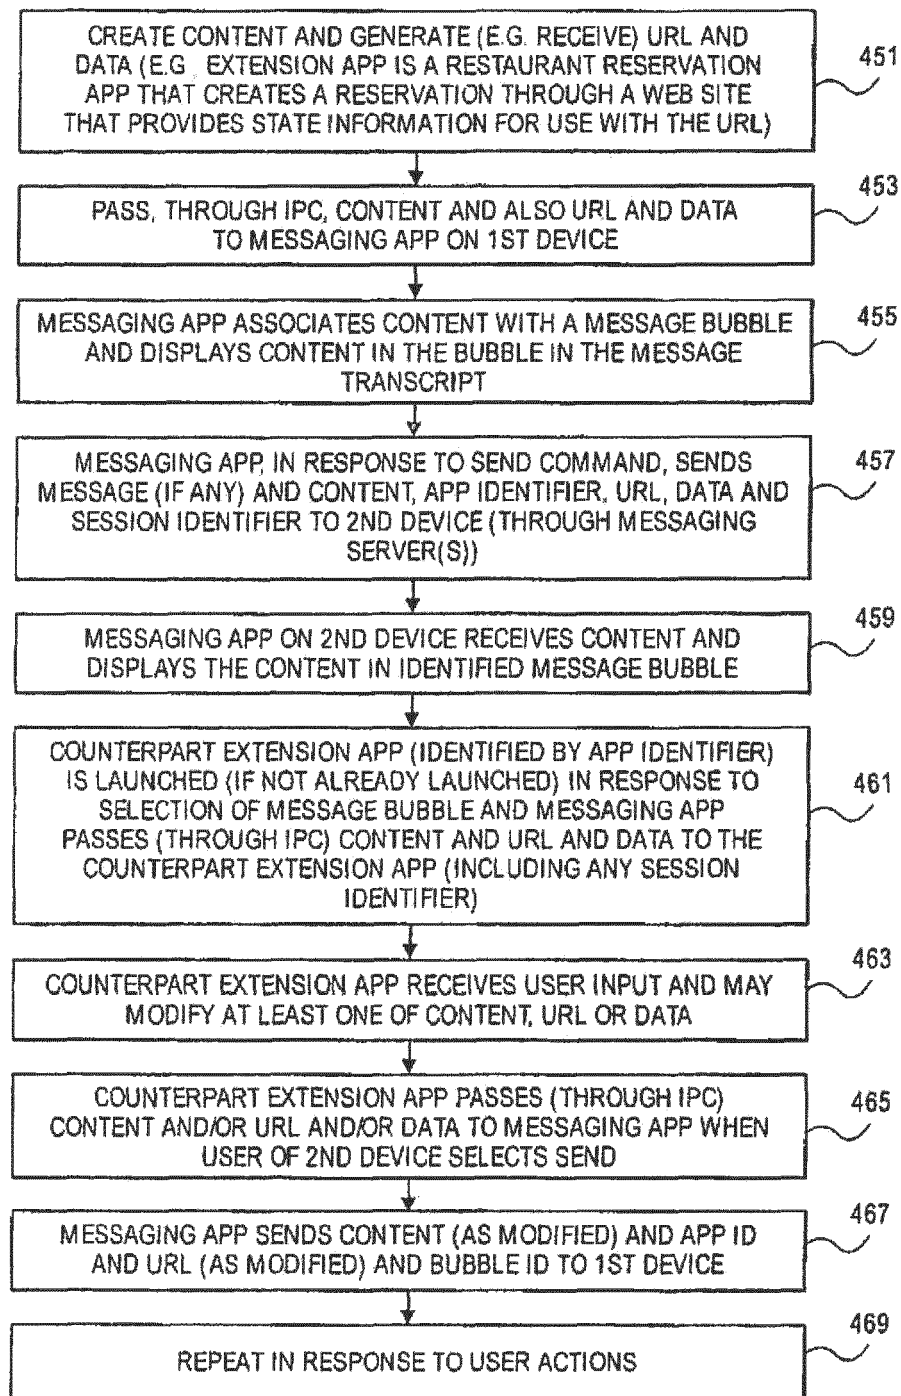 CREATE CONTENT AND GENERATE (E.G. RECEIVE) URL AND
DATA (E.G. EXTENSION APP IS A RESTAURANT RESERVATION
APP THAT CREATES A RESERVATION THROUGH A WEB SITE
THAT PROVIDES STATE INFORMATION FOR USE WITH THE URL)
451
PASS, THROUGH IPC, CONTENT AND ALSO URL AND DATA
TO MESSAGING APP ON 1ST DEVICE
453
MESSAGING APP ASSOCIATES CONTENT WITH A MESSAGE BUBBLE
AND DISPLAYS CONTENT IN THE BUBBLE IN THE MESSAGE
TRANSCRIPT
455
MESSAGING APP, IN RESPONSE TO SEND COMMAND, SENDS
MESSAGE (IF ANY) AND CONTENT, APP IDENTIFIER, URL, DATA AND
SESSION IDENTIFIER TO 2ND DEVICE (THROUGH MESSAGING
SERVER(S))
457
MESSAGING APP ON 2ND DEVICE RECEIVES CONTENT AND
DISPLAYS THE CONTENT IN IDENTIFIED MESSAGE BUBBLE
459
COUNTERPART EXTENSION APP (IDENTIFIED BY APP IDENTIFIER)
IS LAUNCHED (IF NOT ALREADY LAUNCHED) IN RESPONSE TO
SELECTION OF MESSAGE BUBBLE AND MESSAGING APP
PASSES (THROUGH IPC) CONTENT AND URL AND DATA TO THE
COUNTERPART EXTENSION APP (INCLUDING ANY SESSION
IDENTIFIER)
461
COUNTERPART EXTENSION APP RECEIVES USER INPUT AND MAY
MODIFY AT LEAST ONE OF CONTENT, URL OR DATA
463
COUNTERPART EXTENSION APP PASSES (THROUGH IPC)
CONTENT AND/OR URL AND/OR DATA TO MESSAGING APP WHEN
USER OF 2ND DEVICE SELECTS SEND
465
MESSAGING APP SENDS CONTENT (AS MODIFIED) AND APP ID
AND URL (AS MODIFIED) AND BUBBLE ID TO 1ST DEVICE
467
REPEAT IN RESPONSE TO USER ACTIONS
469